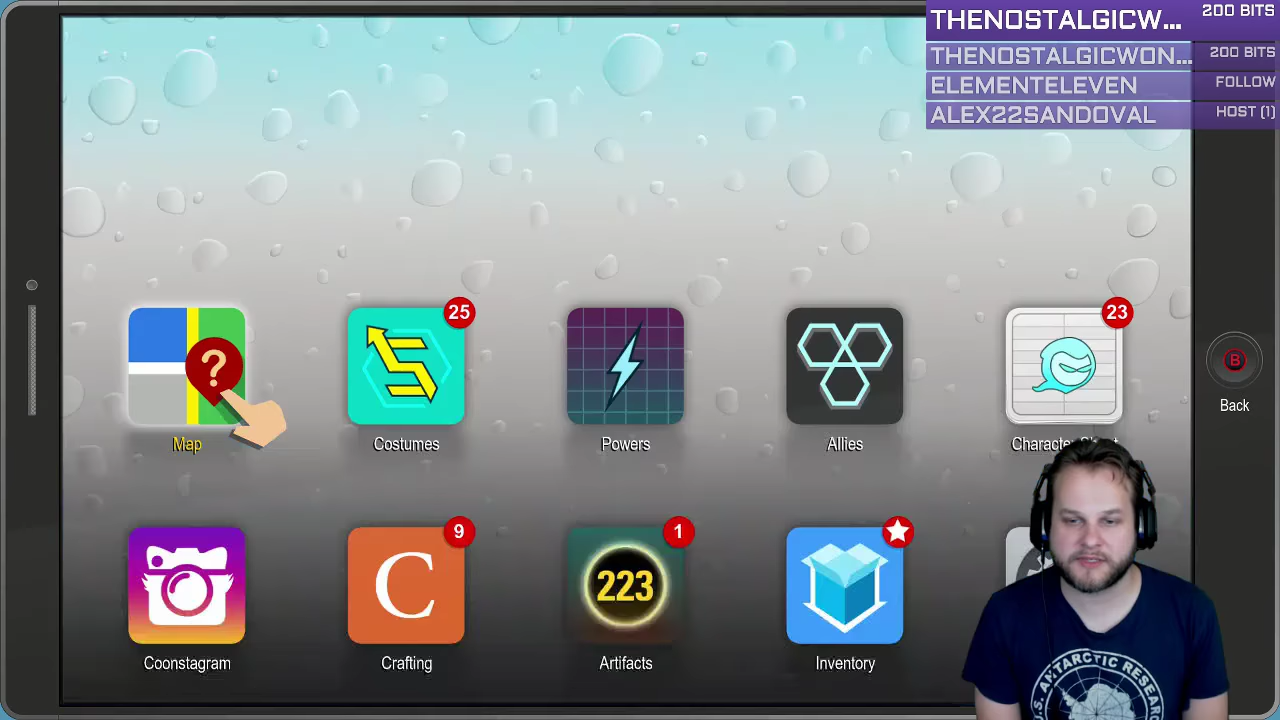 THENOSTALGICW... 200 BITS
THENOSTALGICWON... 200 BITS
ELEMENTELEVEN FOLLOW
ALEX22SANDOVAL HOST (1)
25
23
?
B
Back
Map
Costumes
Powers
Allies
Character
9
1
C
223
Coonstagram
Crafting
Artifacts
Inventory
U.S. ANTARCTIC RESEARCH